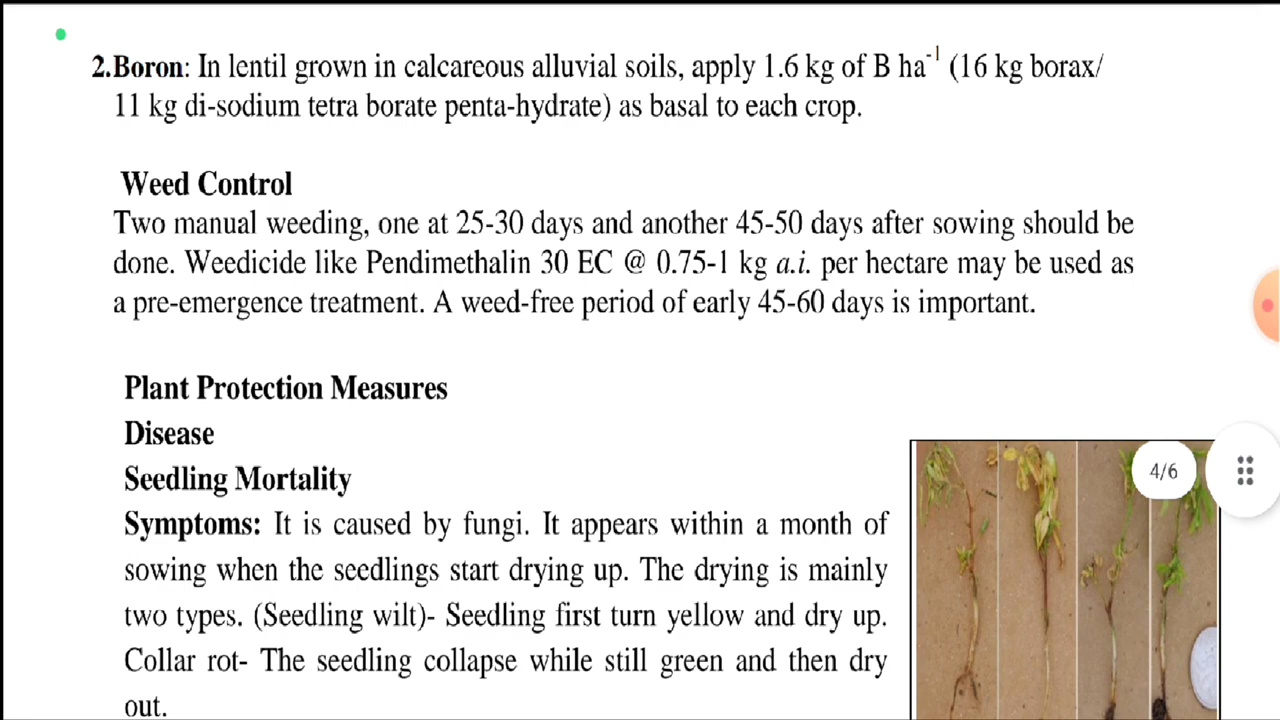 2.Boron: In lentil grown in calcareous alluvial soils, apply 1.6 kg of B ha⁻¹ (16 kg borax/
11 kg di-sodium tetra borate penta-hydrate) as basal to each crop.
Weed Control
Two manual weeding, one at 25-30 days and another 45-50 days after sowing should be
done. Weedicide like Pendimethalin 30 EC @ 0.75-1 kg a.i. per hectare may be used as
a pre-emergence treatment. A weed-free period of early 45-60 days is important.
Plant Protection Measures
Disease
Seedling Mortality
4/6
Symptoms: It is caused by fungi. It appears within a month of
sowing when the seedlings start drying up. The drying is mainly
two types. (Seedling wilt)- Seedling first turn yellow and dry up.
Collar rot- The seedling collapse while still green and then dry
out.